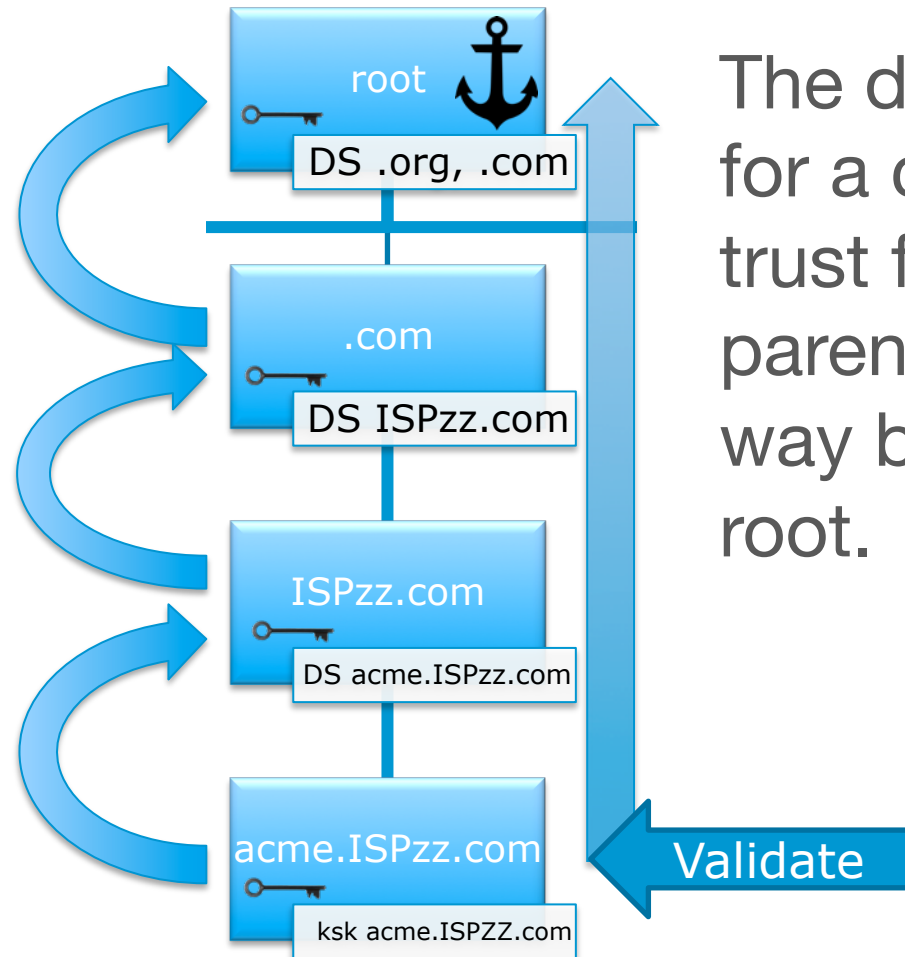 root
DS .org, .com
.com
DS ISPzz.com
ISPzz.com
DS acme.ISPzz.com
acme.ISPzz.com
ksk acme.ISPZZ.com
Validate
The
for a
trust
way
root.